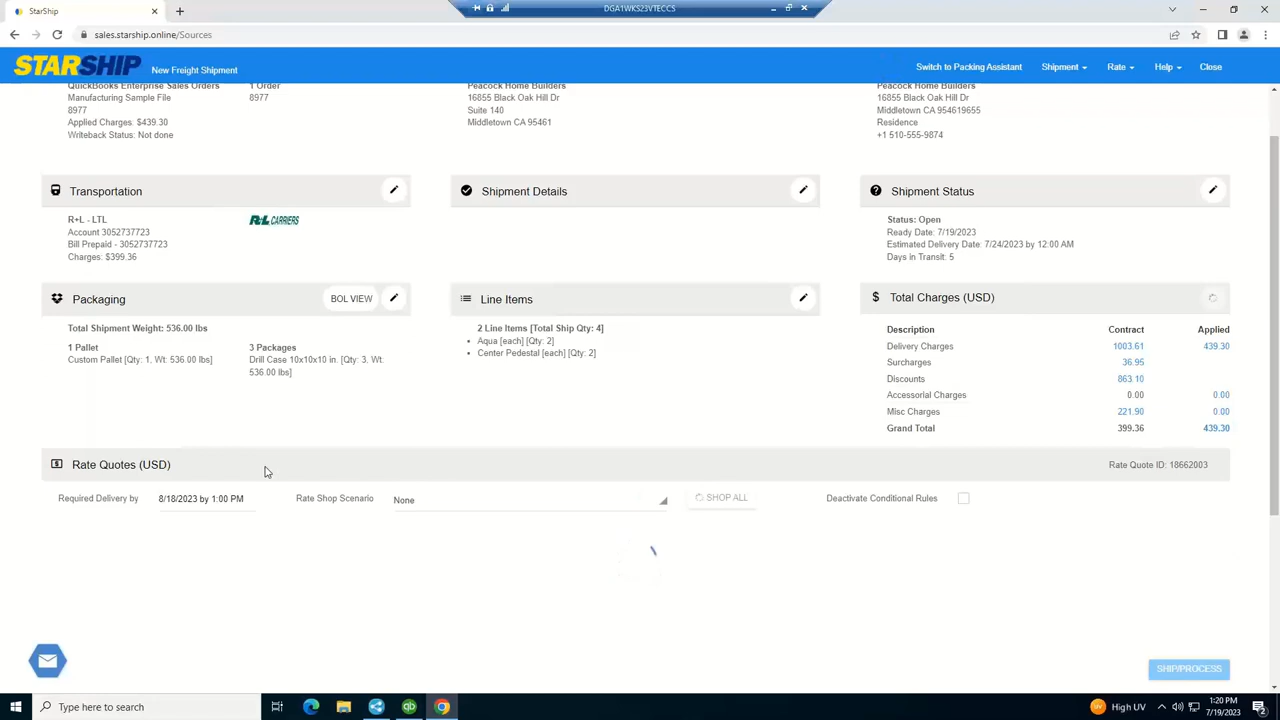 StarShip
DGA1WKS23VTECCS
sales.starship.online/Sources
STARSHIP
New Freight Shipment
Switch to Packing Assistant
Shipment
Rate
Help
Close
QuickBooks Enterprise Sales Orders
Manufacturing Sample File
8977
Applied Charges: $439.30
Writeback Status: Not done
1 Order
8977
Peacock Home Builders
16855 Black Oak Hill Dr
Suite 140
Middletown CA 95461
Peacock Home Builders
16855 Black Oak Hill Dr
Middletown CA 954619655
Residence
+1 510-555-9874
Transportation
R+L - LTL
Account 3052737723
Bill Prepaid - 3052737723
Charges: $399.36
R+L CARRIERS
Shipment Details
Shipment Status
Status: Open
Ready Date: 7/19/2023
Estimated Delivery Date: 7/24/2023 by 12:00 AM
Days in Transit: 5
Packaging
BOL VIEW
Total Shipment Weight: 536.00 lbs
1 Pallet
Custom Pallet [Qty: 1, Wt: 536.00 lbs]
3 Packages
Drill Case 10x10x10 in. [Qty: 3. Wt:
536.00 lbs]
Line Items
2 Line Items [Total Ship Qty: 4]
Aqua [each] [Qty: 2]
Center Pedestal [each] [Qty: 2]
$ Total Charges (USD)
Description Contract Applied
Delivery Charges 1003.61 439.30
Surcharges 36.95
Discounts 863.10
Accessorial Charges 0.00 0.00
Misc Charges 221.90 0.00
Grand Total 399.36 439.30
Rate Quotes (USD)
Rate Quote ID: 18662003
Required Delivery by 8/18/2023 by 1:00 PM
Rate Shop Scenario None
SHOP ALL
Deactivate Conditional Rules
SHIP/PROCESS
Type here to search
UV
High UV
1:20 PM
7/19/2023
2